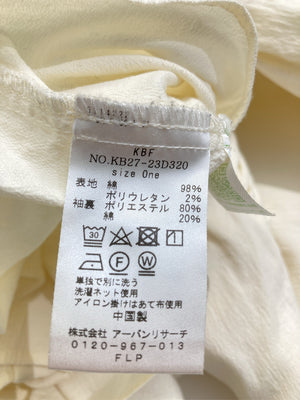 KBF
NO.KB27-23D320
size One
表地 綿 98%
ポリウレタン 2%
袖裏 ポリエステル 80%
綿 20%
30
F W
単独で別に洗う
洗濯ネット使用
アイロン掛けはあて布使用
中国製
株式会社 アーバンリサーチ
0120-967-013
FLP